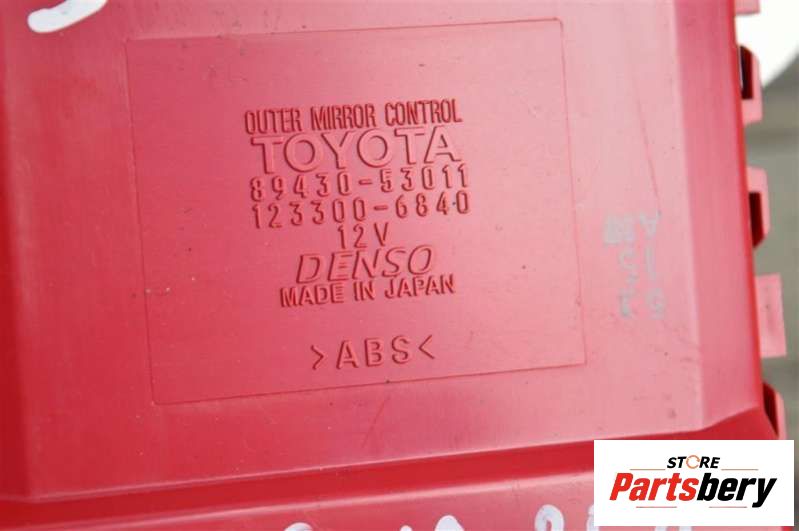 OUTER MIRROR CONTROL
TOYOTA
89430-53011
123300-6840
12V
DENSO
MADE IN JAPAN
>ABS<
STORE
Partsbery